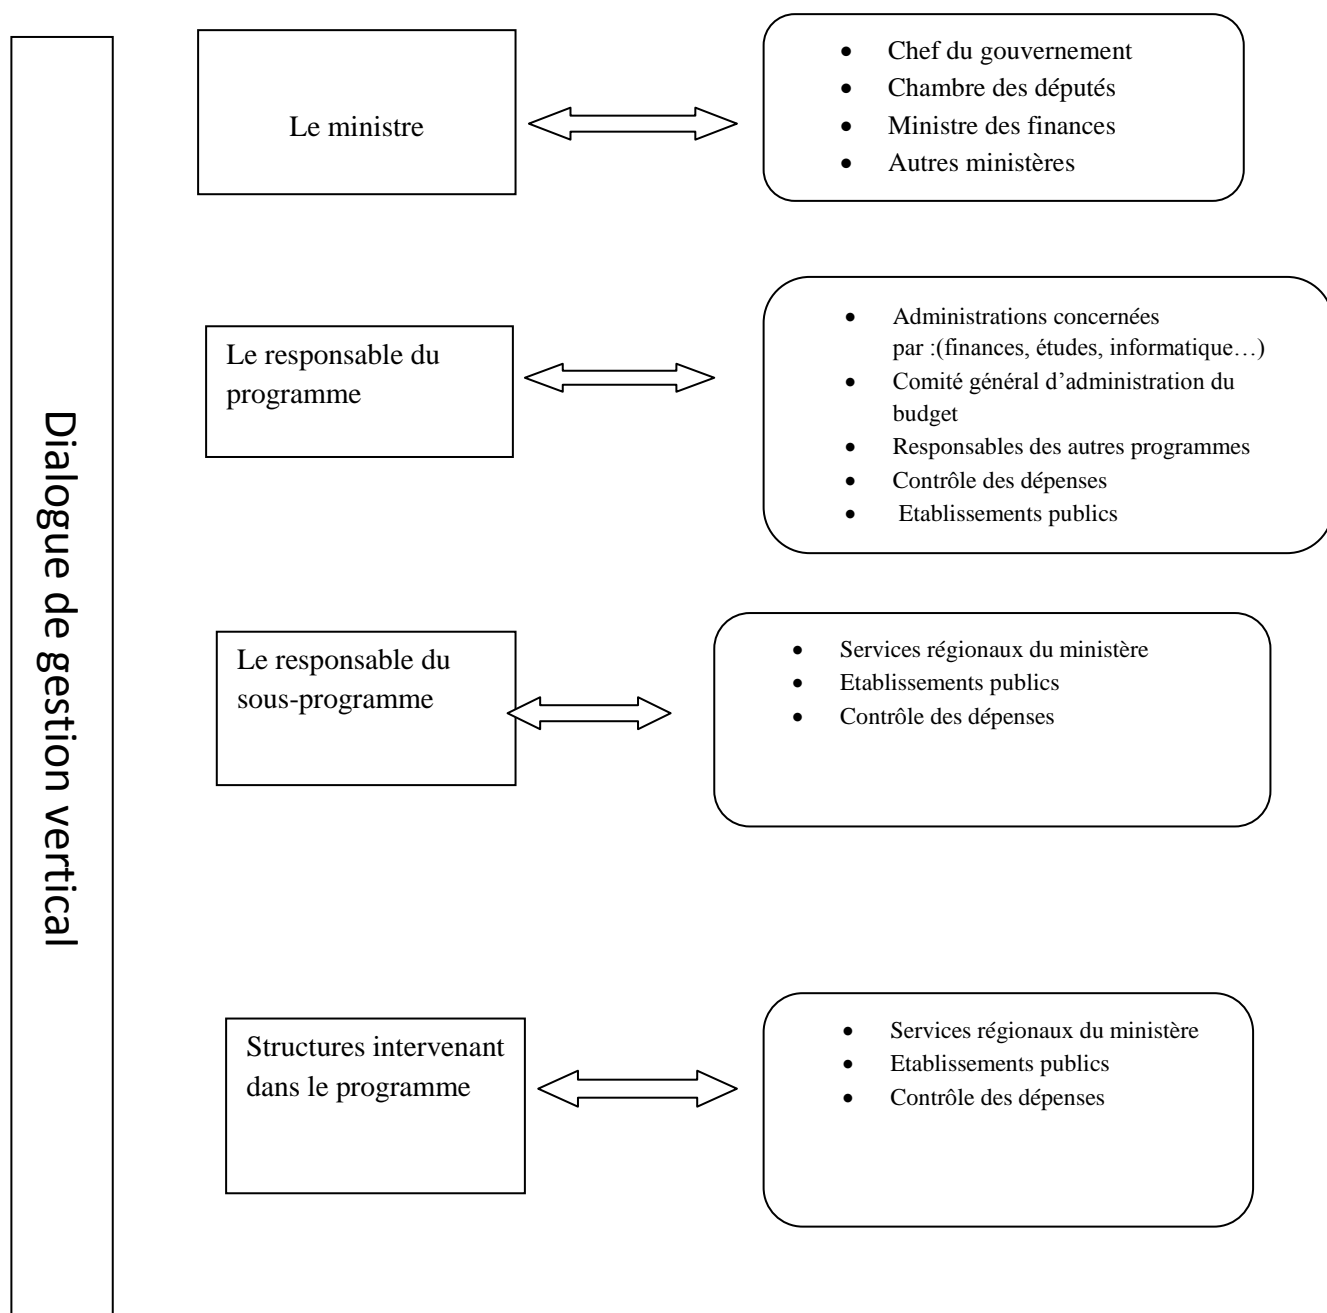 Dialogue de gestion vertical
Le ministre
• Chef du gouvernement
• Chambre des députés
• Ministre des finances
• Autres ministères
Le responsable du
programme
• Administrations concernées
par :(finances, études, informatique…)
• Comité général d’administration du
budget
• Responsables des autres programmes
• Contrôle des dépenses
• Etablissements publics
Le responsable du
sous-programme
• Services régionaux du ministère
• Etablissements publics
• Contrôle des dépenses
Structures intervenant
dans le programme
• Services régionaux du ministère
• Etablissements publics
• Contrôle des dépenses